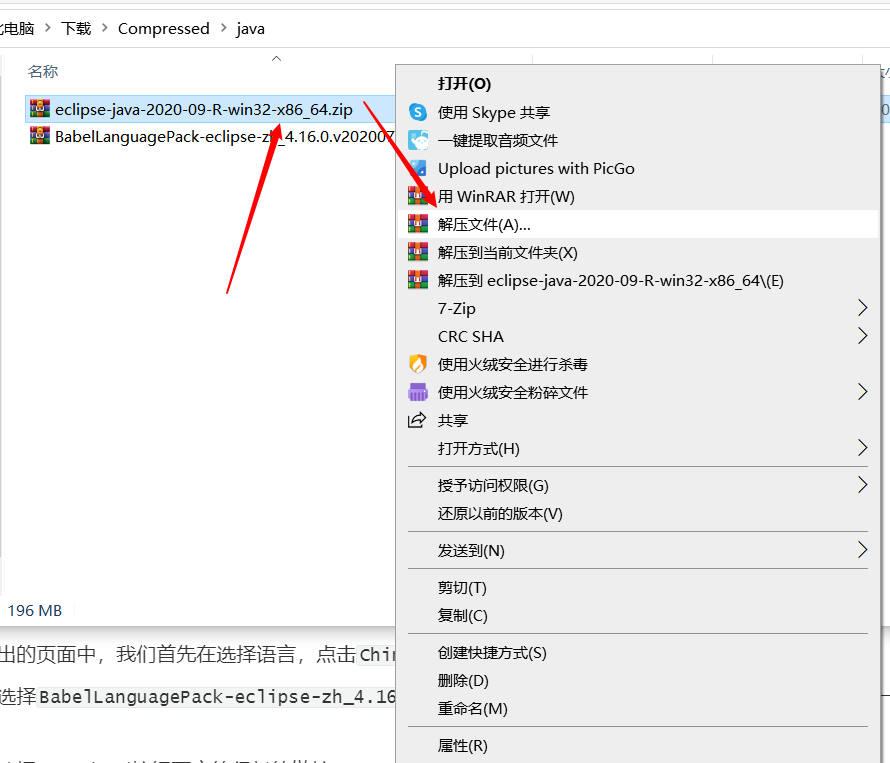 电脑 > 下载 > Compressed > java
名称
eclipse-java-2020-09-R-win32-x86_64.zip
BabelLanguagePack-eclipse-zh_4.16.0.v202007
打开(O)
使用 Skype 共享
一键提取音频文件
Upload pictures with PicGo
用 WinRAR 打开(W)
解压文件(A)...
解压到当前文件夹(X)
解压到 eclipse-java-2020-09-R-win32-x86_64\(E)
7-Zip
CRC SHA
使用火绒安全进行杀毒
使用火绒安全粉碎文件
共享
打开方式(H)
授予访问权限(G)
还原以前的版本(V)
发送到(N)
剪切(T)
复制(C)
创建快捷方式(S)
删除(D)
重命名(M)
属性(R)
196 MB
出的页面中，我们首先在选择语言，点击Chin
选择BabelLanguagePack-eclipse-zh_4.16